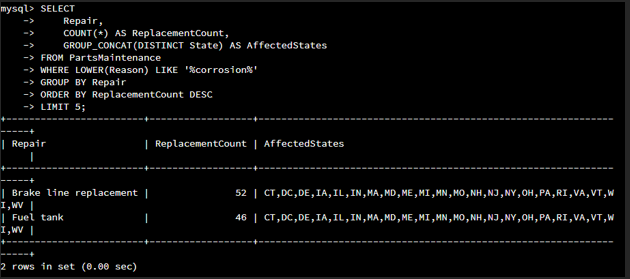 mysql> SELECT
    ->     Repair,
    ->     COUNT(*) AS ReplacementCount,
    ->     GROUP_CONCAT(DISTINCT State) AS AffectedStates
    -> FROM PartsMaintenance
    -> WHERE LOWER(Reason) LIKE '%corrosion%'
    -> GROUP BY Repair
    -> ORDER BY ReplacementCount DESC
    -> LIMIT 5;
+------------------------+------------------+-------------------------------------------------------------
-----+
| Repair                 | ReplacementCount | AffectedStates
     |
+------------------------+------------------+-------------------------------------------------------------
-----+
| Brake line replacement |               52 | CT,DC,DE,IA,IL,IN,MA,MD,ME,MI,MN,MO,NH,NJ,NY,OH,PA,RI,VA,VT,W
I,WV |
| Fuel tank              |               46 | CT,DC,DE,IA,IL,IN,MA,MD,ME,MI,MN,MO,NH,NJ,NY,OH,PA,RI,VA,VT,W
I,WV |
+------------------------+------------------+-------------------------------------------------------------
-----+
2 rows in set (0.00 sec)